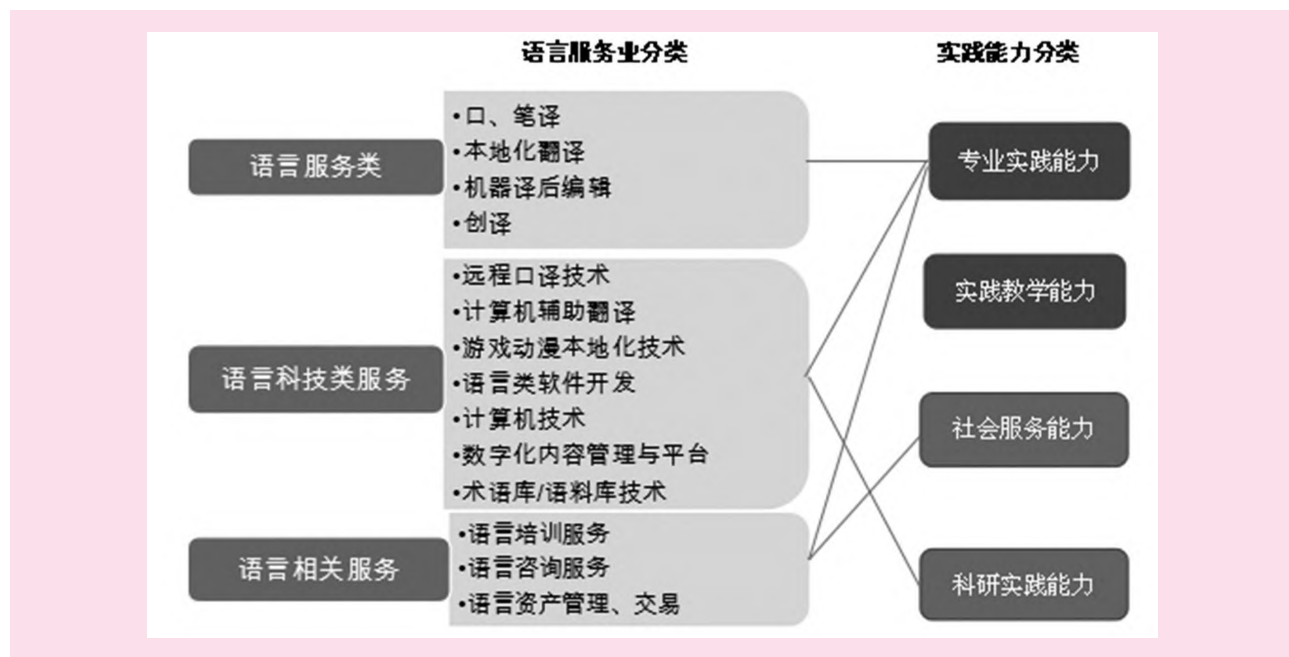 语言服务业分类
实践能力分类
语言服务类
•口、笔译
•本地化翻译
•机器译后编辑
•创译
语言科技类服务
•远程口译技术
•计算机辅助翻译
•游戏动漫本地化技术
•语言类软件开发
•计算机技术
•数字化内容管理与平台
•术语库/语料库技术
语言相关服务
•语言培训服务
•语言咨询服务
•语言资产管理、交易
专业实践能力
实践教学能力
社会服务能力
科研实践能力